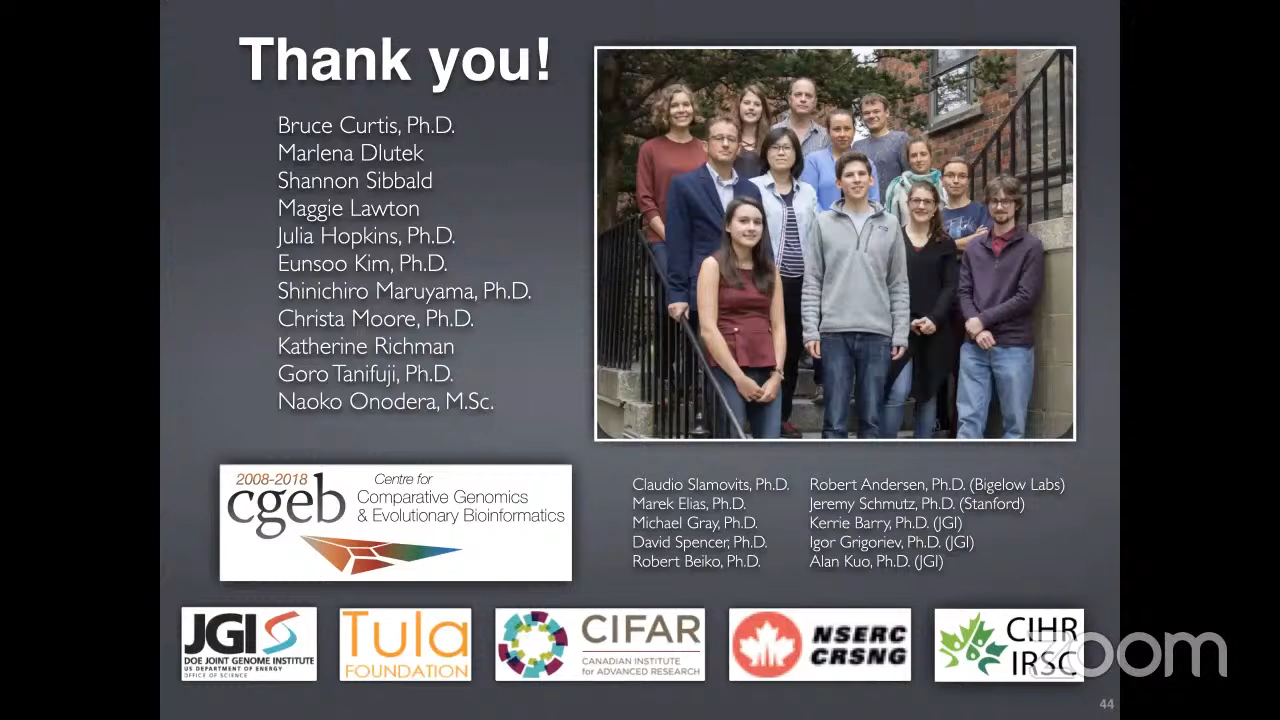 Thank you!
Bruce Curtis, Ph.D.
Marlena Dlutek
Shannon Sibbald
Maggie Lawton
Julia Hopkins, Ph.D.
Eunsoo Kim, Ph.D.
Shinichiro Maruyama, Ph.D.
Christa Moore, Ph.D.
Katherine Richman
Goro Tanifuji, Ph.D.
Naoko Onodera, M.Sc.
2008-2018
cgeb
Centre for
Comparative Genomics
& Evolutionary Bioinformatics
Claudio Slamovits, Ph.D.
Marek Elias, Ph.D.
Michael Gray, Ph.D.
David Spencer, Ph.D.
Robert Beiko, Ph.D.
Robert Andersen, Ph.D. (Bigelow Labs)
Jeremy Schmutz, Ph.D. (Stanford)
Kerrie Barry, Ph.D. (JGI)
Igor Grigoriev, Ph.D. (JGI)
Alan Kuo, Ph.D. (JGI)
JGI
DOE JOINT GENOME INSTITUTE
US DEPARTMENT OF ENERGY
OFFICE OF SCIENCE
Tula
FOUNDATION
CIFAR
CANADIAN INSTITUTE
for ADVANCED RESEARCH
NSERC
CRSNG
CIHR
IRSC
zoom
44